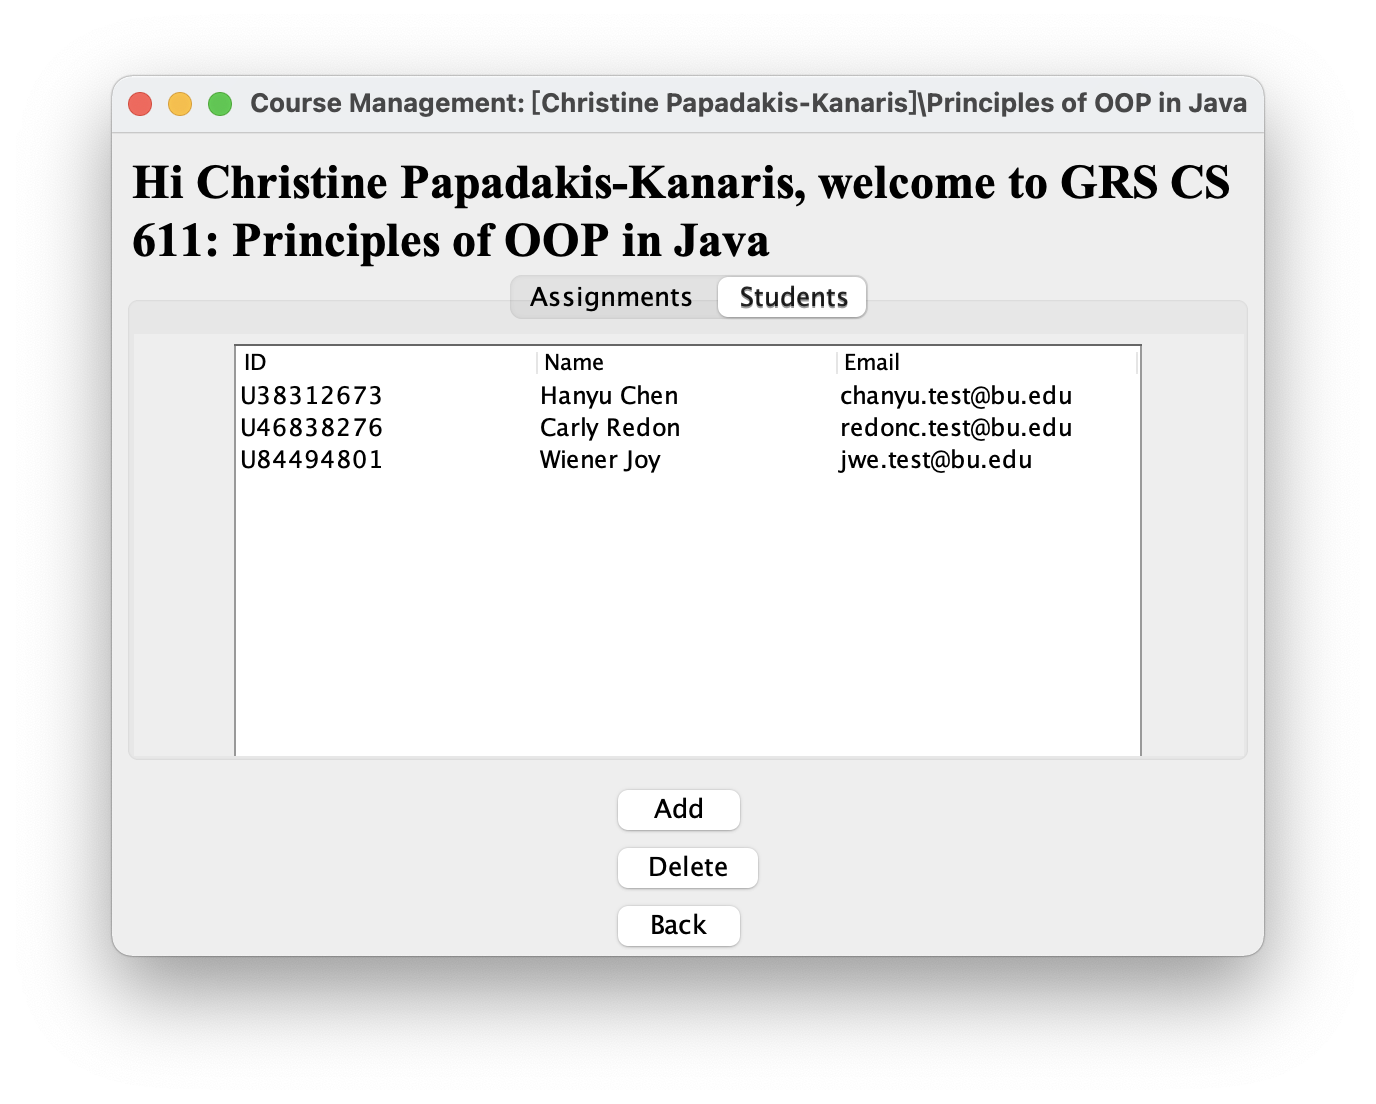 Course Management: [Christine Papadakis-Kanaris]\Principles of OOP in Java
Hi Christine Papadakis-Kanaris, welcome to GRS CS
611: Principles of OOP in Java
Assignments Students
ID Name Email
U38312673 Hanyu Chen chanyu.test@bu.edu
U46838276 Carly Redon redonc.test@bu.edu
U84494801 Wiener Joy jwe.test@bu.edu
Add
Delete
Back